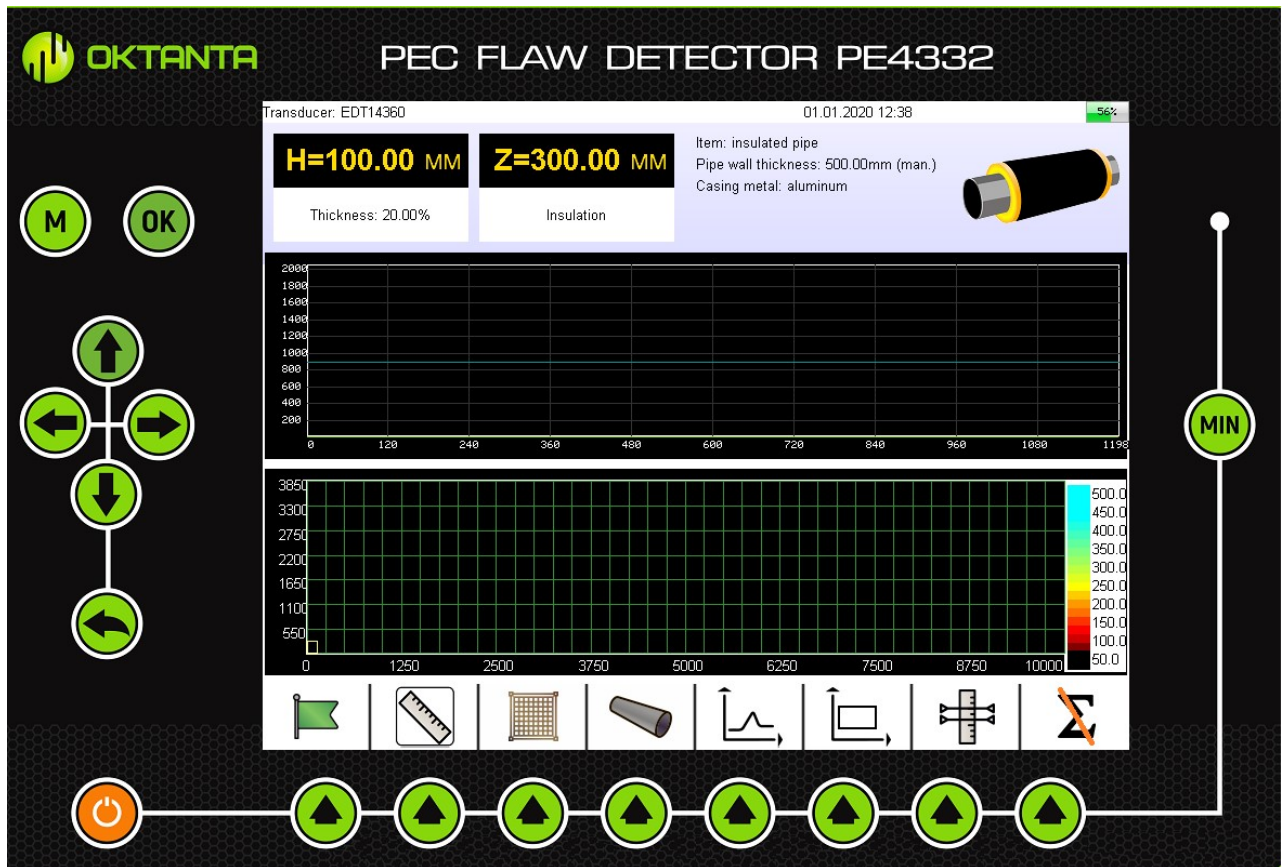 OKTANTA
PEC FLAW DETECTOR PE4332
Transducer: EDT14360
01.01.2020 12:38
56%
H=100.00 MM
Z=300.00 MM
Item: insulated pipe
Pipe wall thickness: 500.00mm (man.)
Casing metal: aluminum
Thickness: 20.00%
Insulation
M
OK
MIN
2000
1800
1600
1400
1200
1000
800
600
400
200
0 120 240 360 480 600 720 840 960 1080 1198
3850
3300
2750
2200
1650
1100
550
0 1250 2500 3750 5000 6250 7500 8750 10000
500.0
450.0
400.0
350.0
300.0
250.0
200.0
150.0
100.0
50.0
Σ